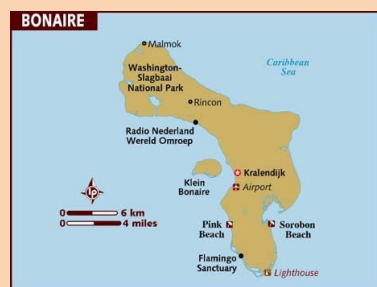 BONAIRE
Malmok
Caribbean
Sea
Washington-
Slagbaai
National Park
Rincon
Radio Nederland
Wereld Omroep
Kralendijk
Klein
Bonaire
Airport
0 6 km
0 4 miles
Pink
Beach
Sorobon
Beach
Flamingo
Sanctuary
Lighthouse